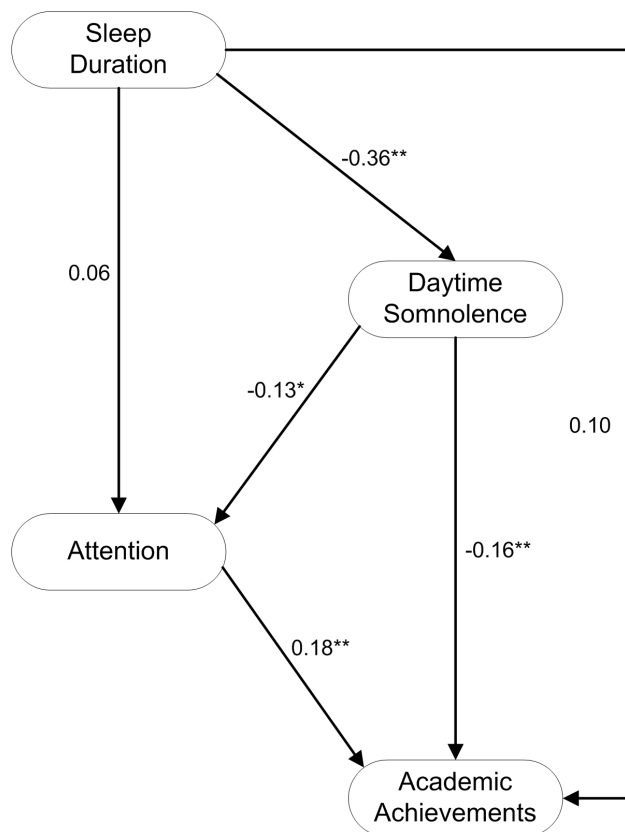 Sleep
Duration
-0.36**
0.06
Daytime
Somnolence
-0.13*
0.10
Attention
-0.16**
0.18**
Academic
Achievements